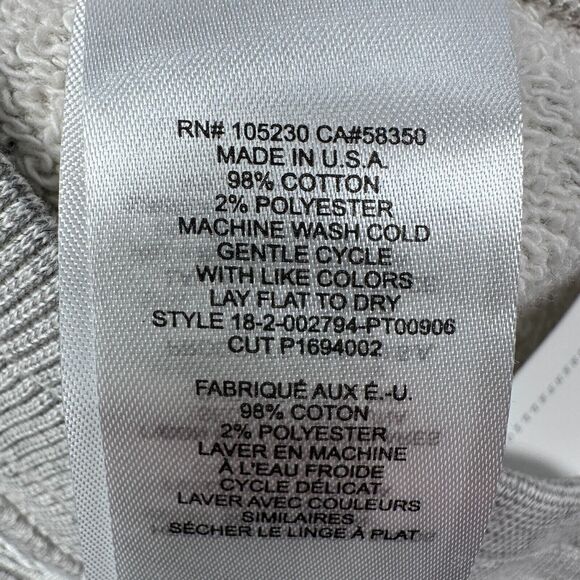 RN# 105230 CA#58350
MADE IN U.S.A.
98% COTTON
2% POLYESTER
MACHINE WASH COLD
GENTLE CYCLE
WITH LIKE COLORS
LAY FLAT TO DRY
STYLE 18-2-002794-PT00906
CUT P1694002
FABRIQUÉ AUX É.-U.
98% COTON
2% POLYESTER
LAVER EN MACHINE
À L'EAU FROIDE
CYCLE DÉLICAT
LAVER AVEC COULEURS
SIMILAIRES
SÉCHER LE LINGE À PLAT